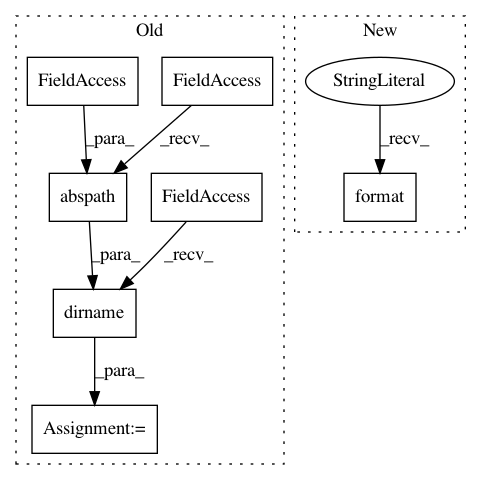 Old
New
FieldAccess
FieldAccess
StringLiteral
_para_
_recv_
_recv_
abspath
FieldAccess
format
_para_
_recv_
dirname
_para_
Assignment:=